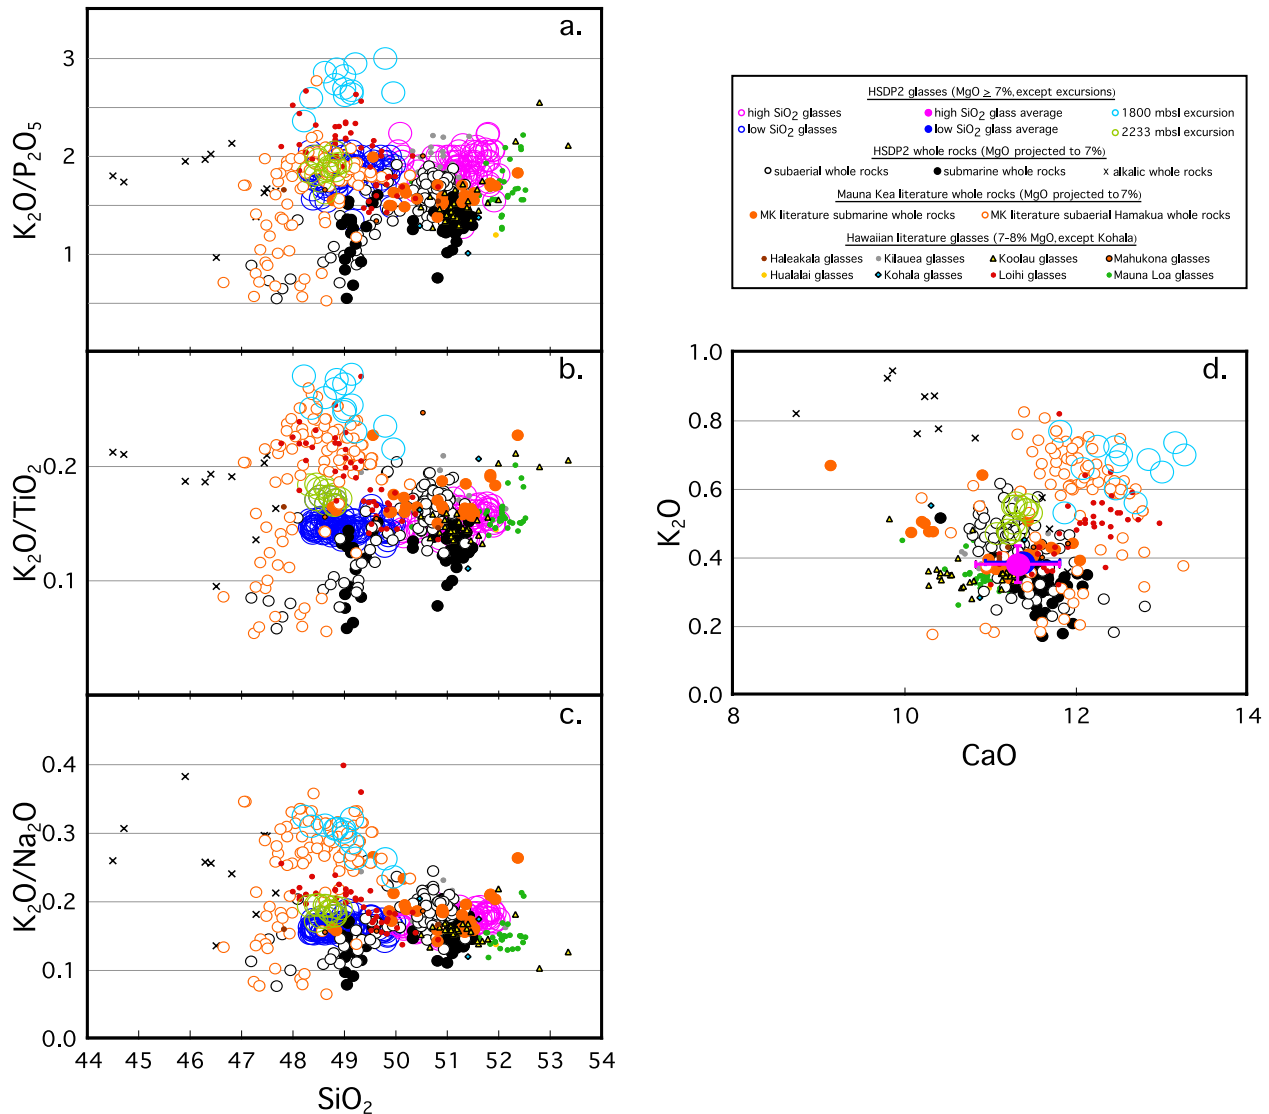 a.
K2O/P2O5
3
2
1
b.
K2O/TiO2
0.2
0.1
c.
K2O/Na2O
0.4
0.3
0.2
0.1
0.0
44 45 46 47 48 49 50 51 52 53 54
SiO2
HSDP2 glasses (MgO ≥ 7%, except excursions)
high SiO2 glasses high SiO2 glass average 1800 mbsl excursion
low SiO2 glasses low SiO2 glass average 2233 mbsl excursion
HSDP2 whole rocks (MgO projected to 7%)
subaerial whole rocks submarine whole rocks alkalic whole rocks
Mauna Kea literature whole rocks (MgO projected to 7%)
MK literature submarine whole rocks MK literature subaerial Hamakua whole rocks
Hawaiian literature glasses (7-8% MgO, except Kohala)
Haleakala glasses Kilauea glasses Koolau glasses Mahukona glasses
Hualalai glasses Kohala glasses Loihi glasses Mauna Loa glasses
d.
K2O
1.0
0.8
0.6
0.4
0.2
0.0
8 10 12 14
CaO